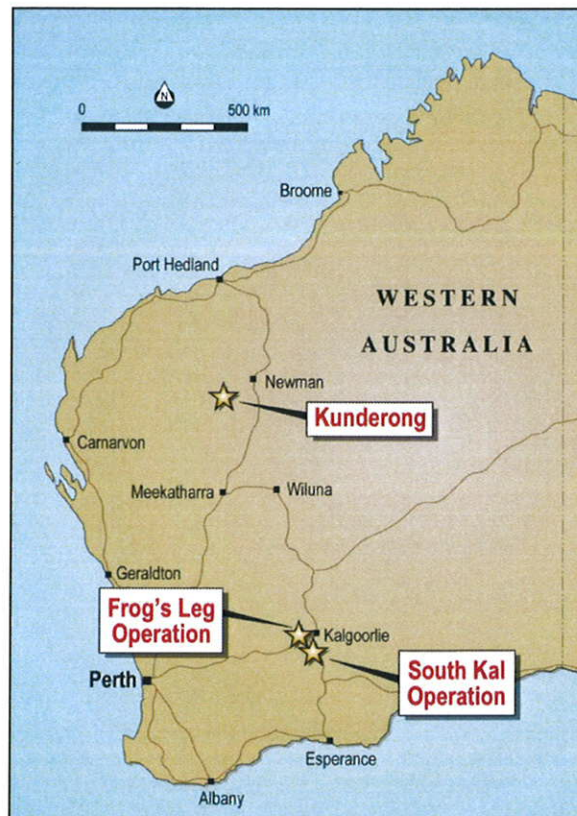 N
0 500 km
Broome
Port Hedland
WESTERN
AUSTRALIA
Newman
Kunderong
Carnarvon
Meekatharra
Wiluna
Geraldton
Frog's Leg
Operation
Kalgoorlie
Perth
South Kal
Operation
Esperance
Albany